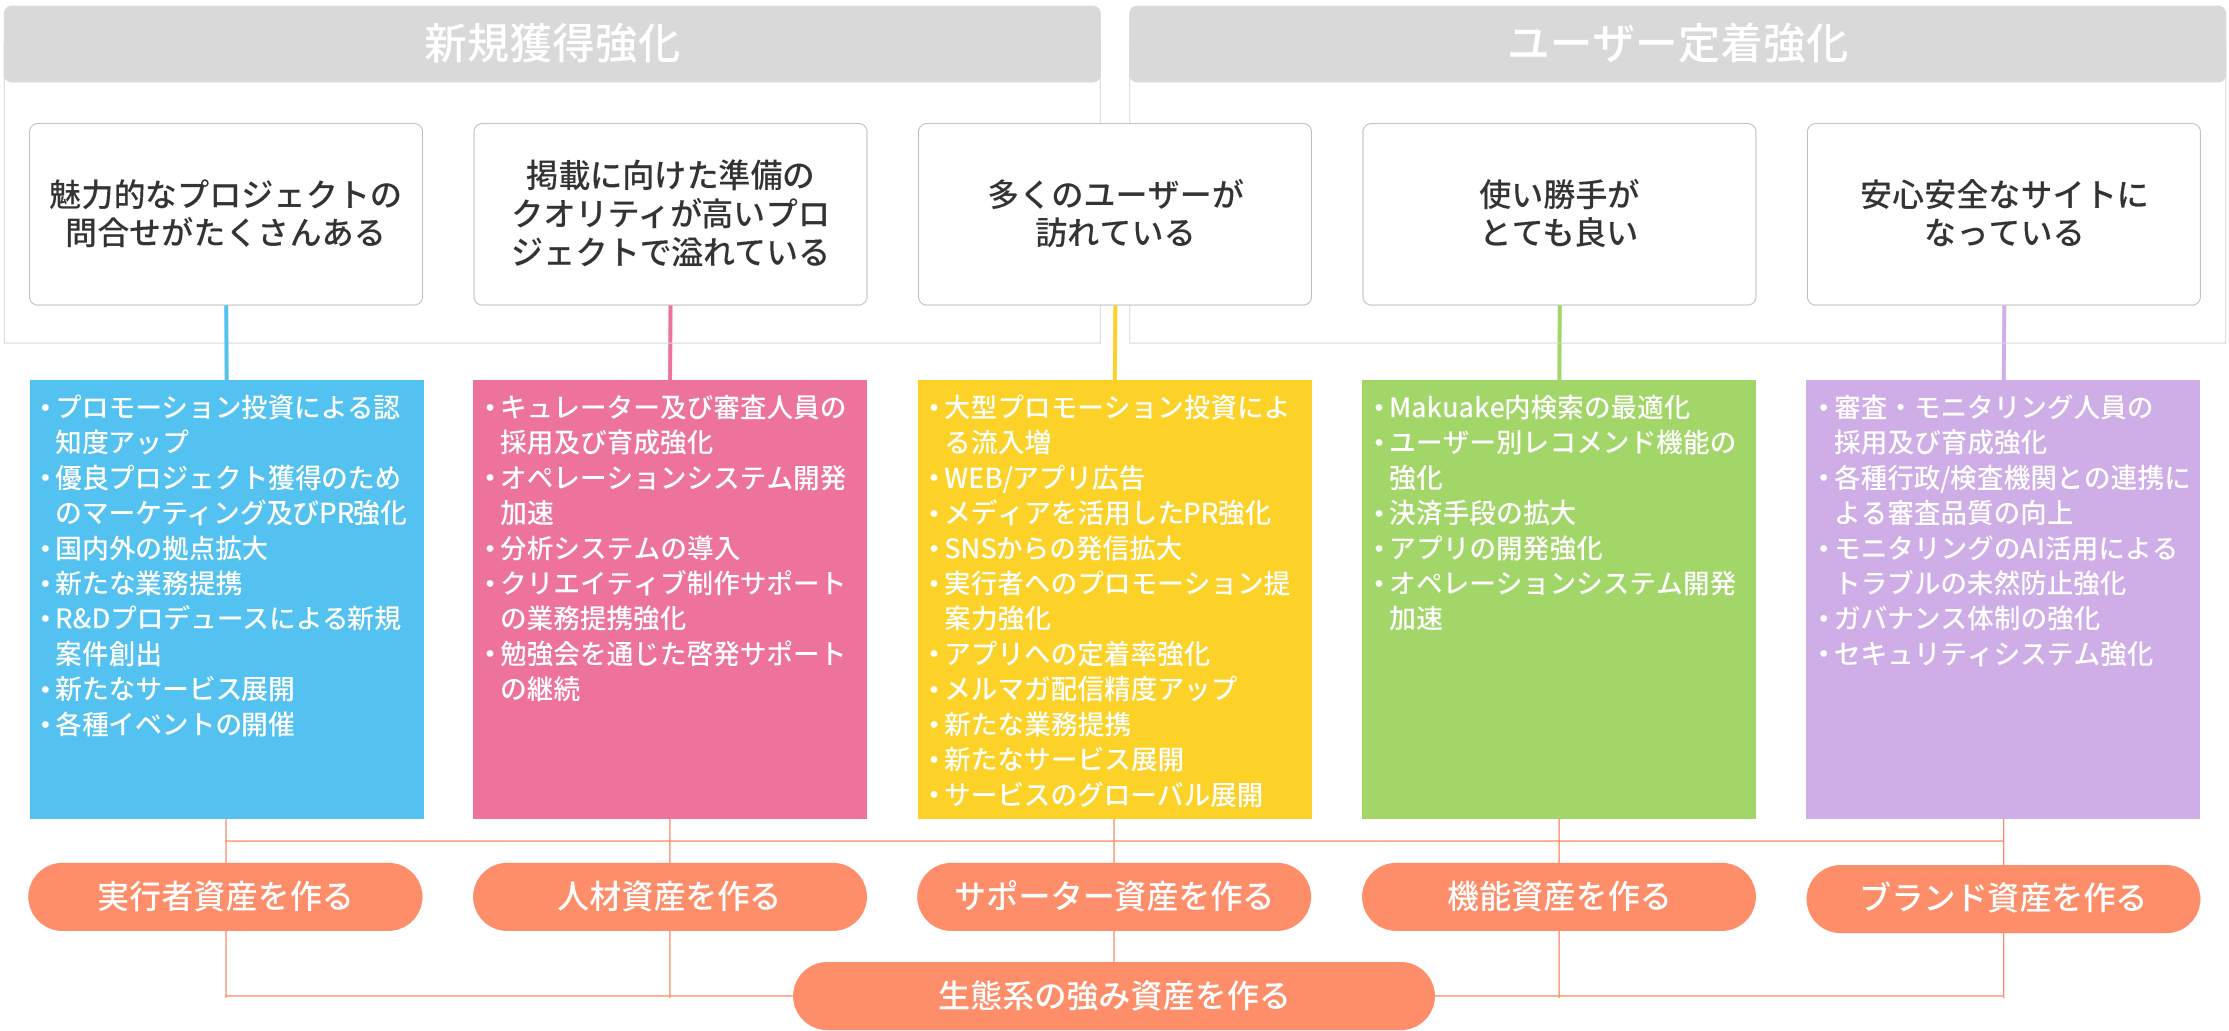 新規獲得強化
ユーザー定着強化
魅力的なプロジェクトの
問合せがたくさんある
掲載に向けた準備の
クオリティが高いプロ
ジェクトで溢れている
多くのユーザーが
訪れている
使い勝手が
とても良い
安心安全なサイトに
なっている
・プロモーション投資による認
知度アップ
・優良プロジェクト獲得のため
のマーケティング及びPR強化
・国内外の拠点拡大
・新たな業務提携
・R&Dプロデュースによる新規
案件創出
・新たなサービス展開
・各種イベントの開催
・キュレーター及び審査人員の
採用及び育成強化
・オペレーションシステム開発
加速
・分析システムの導入
・クリエイティブ制作サポート
の業務提携強化
・勉強会を通じた啓発サポート
の継続
・大型プロモーション投資によ
る流入増
・WEB/アプリ広告
・メディアを活用したPR強化
・SNSからの発信拡大
・実行者へのプロモーション提
案力強化
・アプリへの定着率強化
・メルマガ配信精度アップ
・新たな業務提携
・新たなサービス展開
・サービスのグローバル展開
・Makuake内検索の最適化
・ユーザー別レコメンド機能の
強化
・決済手段の拡大
・アプリの開発強化
・オペレーションシステム開発
加速
・審査・モニタリング人員の
採用及び育成強化
・各種行政/検査機関との連携に
よる審査品質の向上
・モニタリングのAI活用による
トラブルの未然防止強化
・ガバナンス体制の強化
・セキュリティシステム強化
実行者資産を作る
人材資産を作る
サポーター資産を作る
機能資産を作る
ブランド資産を作る
生態系の強み資産を作る